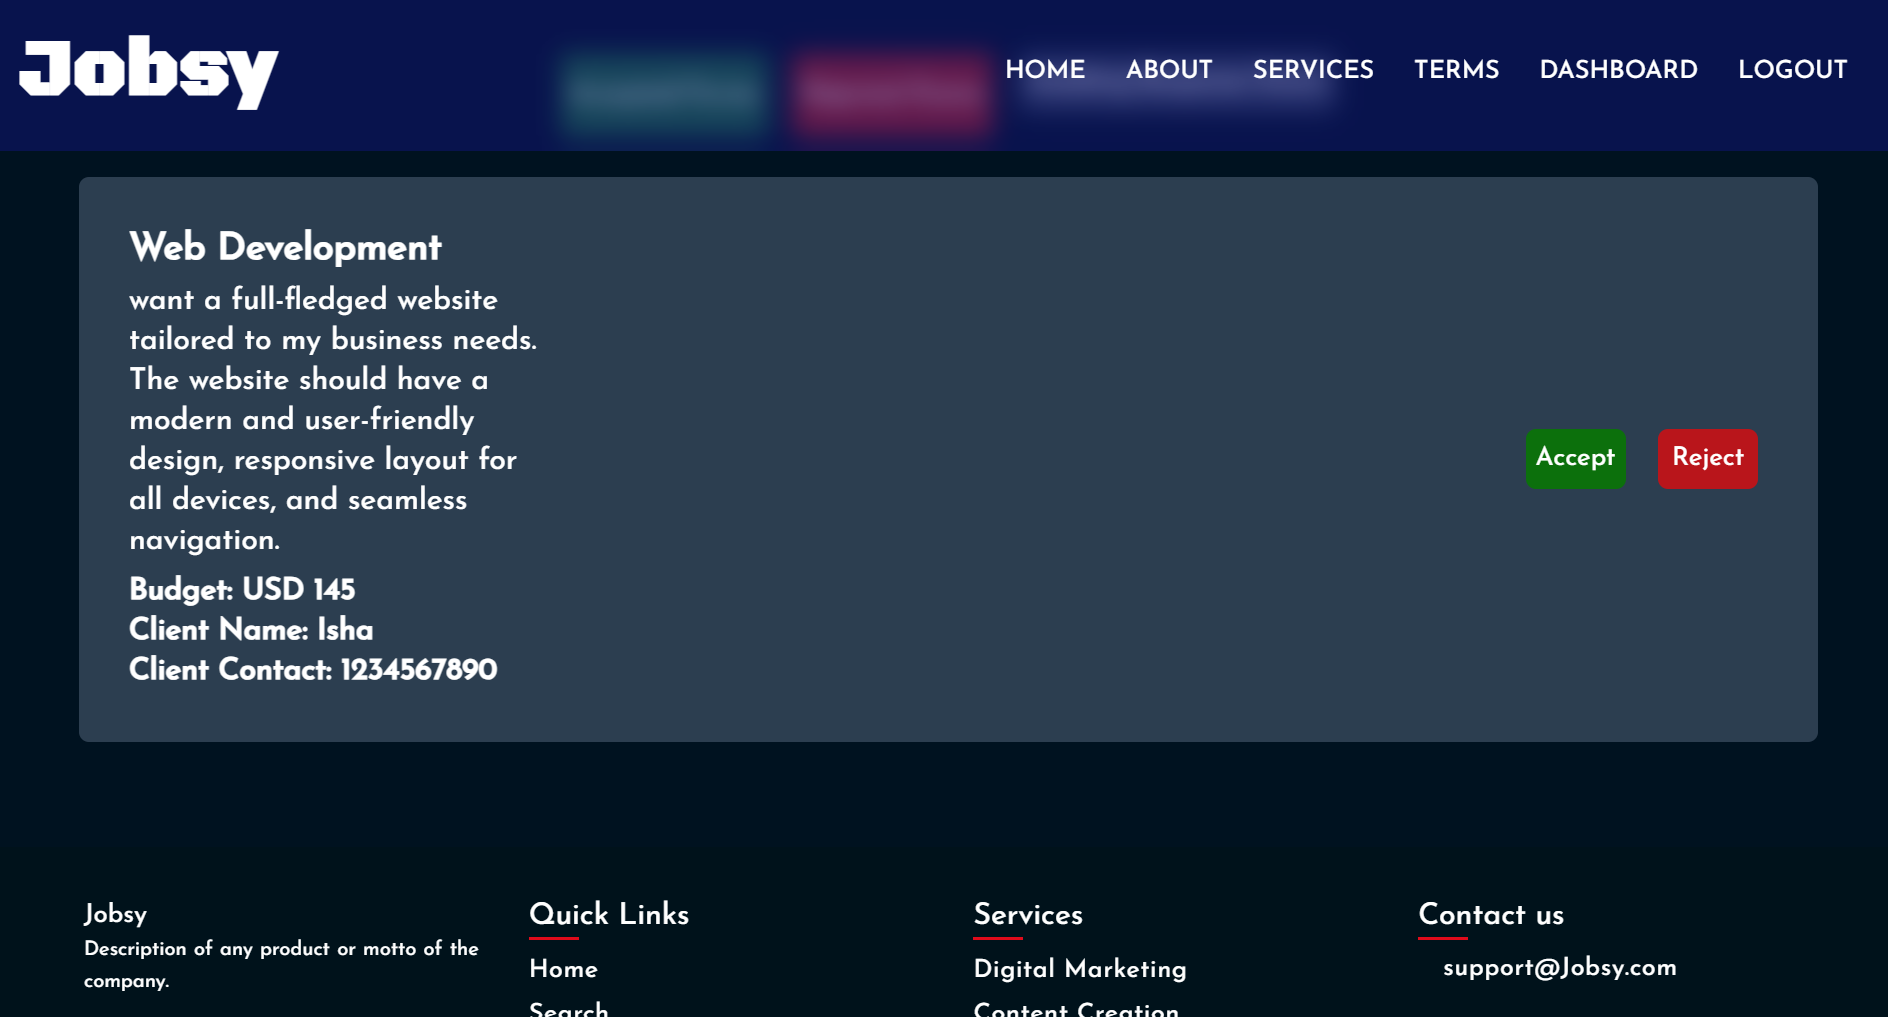 Jobsy
HOME ABOUT SERVICES TERMS DASHBOARD LOGOUT
Web Development
want a full-fledged website
tailored to my business needs.
The website should have a
modern and user-friendly
design, responsive layout for
all devices, and seamless
navigation.
Budget: USD 145
Client Name: Isha
Client Contact: 1234567890
Accept Reject
Jobsy
Description of any product or motto of the
company.
Quick Links
Home
Search
Services
Digital Marketing
Content Creation
Contact us
support@Jobsy.com